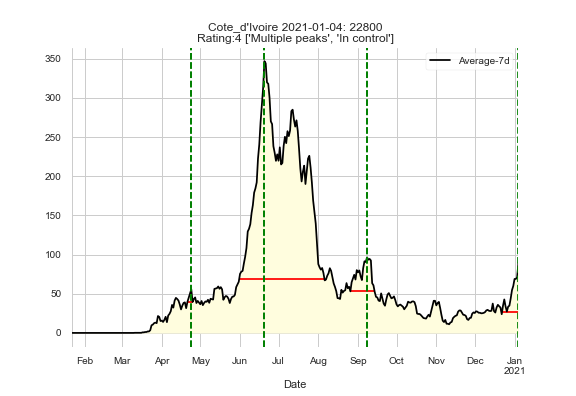 Cote_d'Ivoire 2021-01-04: 22800
Rating:4 ['Multiple peaks', 'In control']
Average-7d
350
300
250
200
150
100
50
0
Feb Mar Apr May Jun Jul Aug Sep Oct Nov Dec Jan
2021
Date